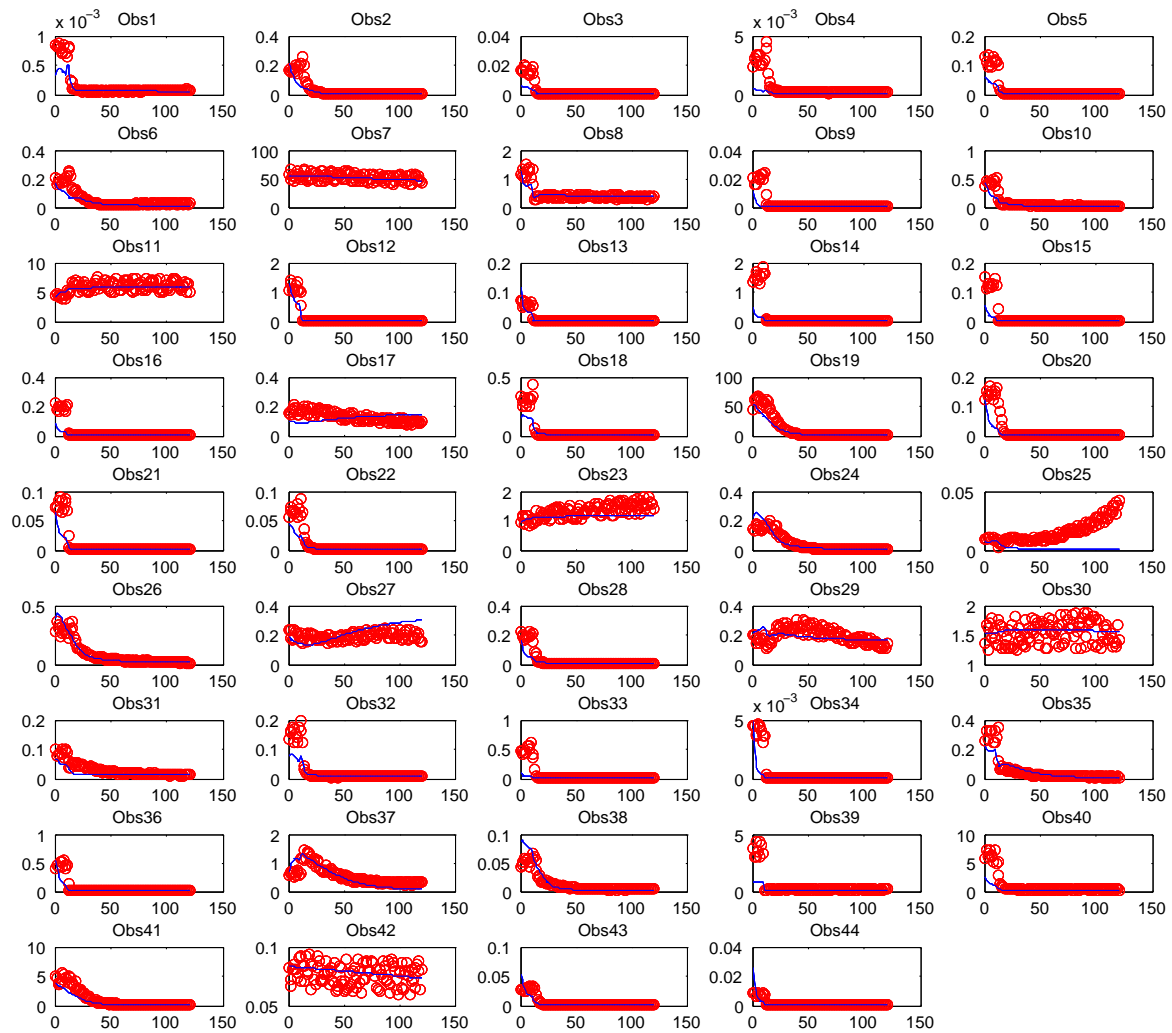 x 10⁻³ Obs1 Obs2 Obs3 Obs4 Obs5
1 0.4 0.04 5 x 10⁻³ 0.2
0.5 0.2 0.02 0.1
0 0 0 0 0
0 50 100 150 0 50 100 150 0 50 100 150 0 50 100 150 0 50 100 150
Obs6 Obs7 Obs8 Obs9 Obs10
0.4 100 2 0.04 1
0.2 50 1 0.02 0.5
0 0 0 0 0
0 50 100 150 0 50 100 150 0 50 100 150 0 50 100 150 0 50 100 150
Obs11 Obs12 Obs13 Obs14 Obs15
10 2 0.2 2 0.2
5 1 0.1 1 0.1
0 0 0 0 0
0 50 100 150 0 50 100 150 0 50 100 150 0 50 100 150 0 50 100 150
Obs16 Obs17 Obs18 Obs19 Obs20
0.4 0.4 0.5 100 0.2
0.2 0.2 50 0.1
0 0 0 0 0
0 50 100 150 0 50 100 150 0 50 100 150 0 50 100 150 0 50 100 150
Obs21 Obs22 Obs23 Obs24 Obs25
0.1 0.1 2 0.4 0.05
0.05 0.05 1 0.2
0 0 0 0 0
0 50 100 150 0 50 100 150 0 50 100 150 0 50 100 150 0 50 100 150
Obs26 Obs27 Obs28 Obs29 Obs30
0.5 0.4 0.4 0.4 2
0.2 0.2 0.2 1.5
0 0 0 0 1
0 50 100 150 0 50 100 150 0 50 100 150 0 50 100 150 0 50 100 150
Obs31 Obs32 Obs33 x 10⁻³ Obs34 Obs35
0.2 0.2 1 5 0.4
0.1 0.1 0.5 0.2
0 0 0 0 0
0 50 100 150 0 50 100 150 0 50 100 150 0 50 100 150 0 50 100 150
Obs36 Obs37 Obs38 Obs39 Obs40
1 2 0.1 5 x 10⁻³ 10
0.5 1 0.05 5
0 0 0 0 0
0 50 100 150 0 50 100 150 0 50 100 150 0 50 100 150 0 50 100 150
Obs41 Obs42 Obs43 Obs44
10 0.1 0.1 0.04
5 0.05 0.02
0 0.05 0 0
0 50 100 150 0 50 100 150 0 50 100 150 0 50 100 150